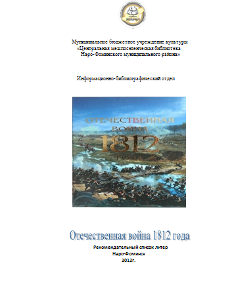 Муниципальное бюджетное учреждение культуры
«Центральная межпоселенческая библиотека
Наро-Фоминского муниципального района»
Информационно-библиографический отдел
ОТЕЧЕСТВЕННАЯ
ВОЙНА
1812
Отечественная война 1812 года
Рекомендательный список литер
Наро-Фоминск
2012г.